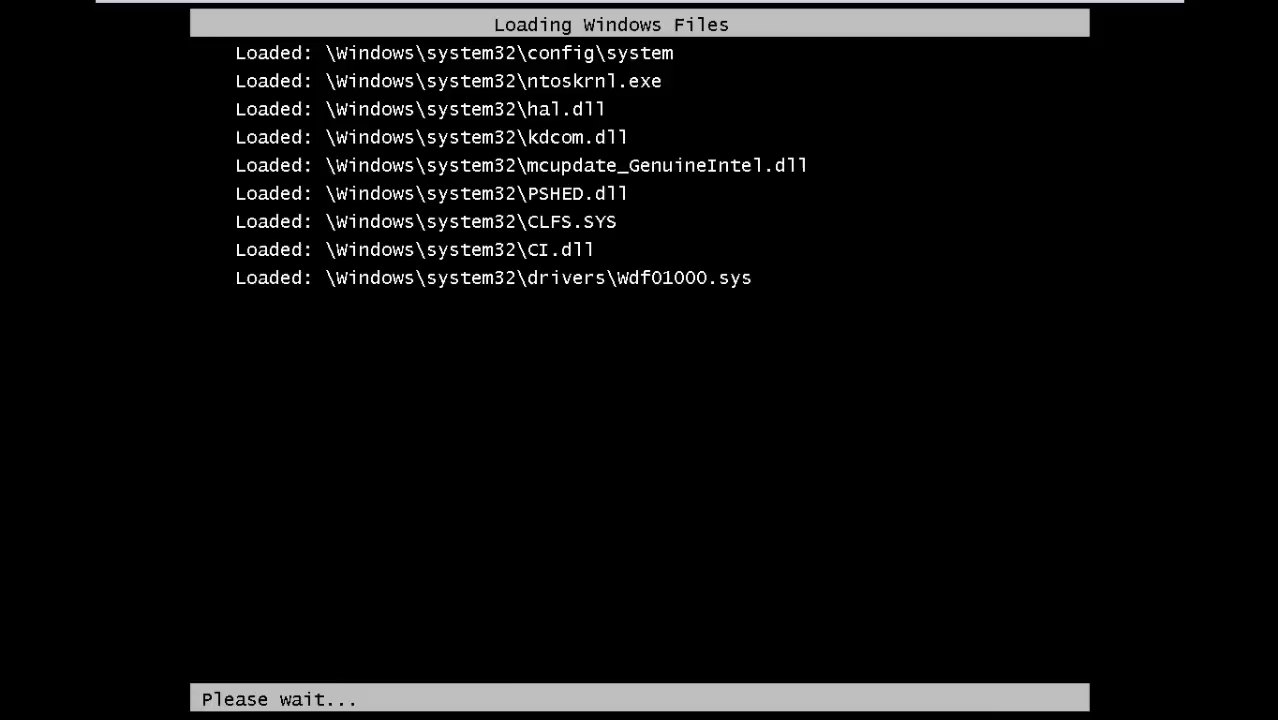 Loading Windows Files
Loaded: \Windows\system32\config\system
Loaded: \Windows\system32\ntoskrnl.exe
Loaded: \Windows\system32\hal.dll
Loaded: \Windows\system32\kdcom.dll
Loaded: \Windows\system32\mcupdate_GenuineIntel.dll
Loaded: \Windows\system32\PSHED.dll
Loaded: \Windows\system32\CLFS.SYS
Loaded: \Windows\system32\CI.dll
Loaded: \Windows\system32\drivers\Wdf01000.sys
Please wait...